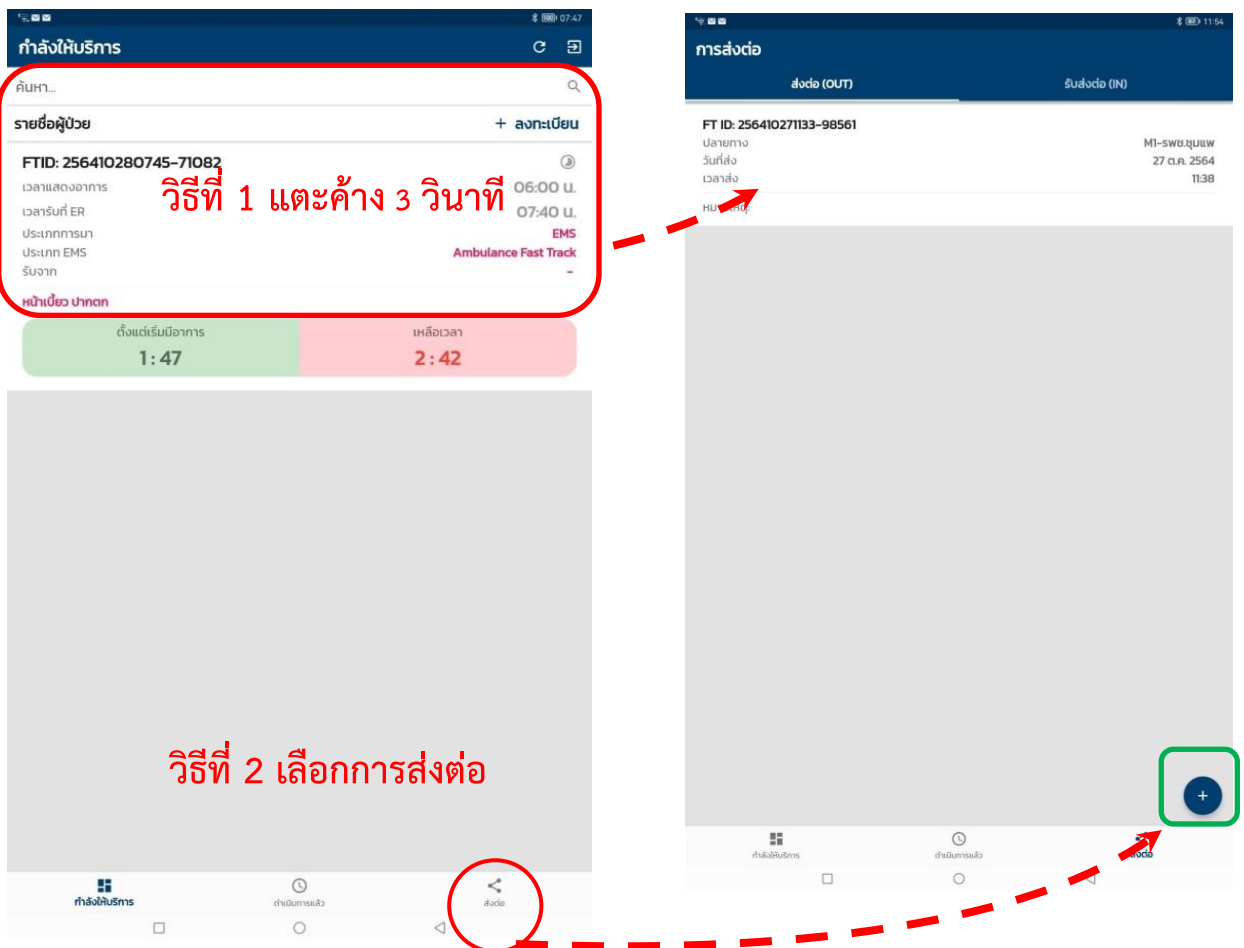 07:47
กำลังให้บริการ
ค้นหา...
รายชื่อผู้ป่วย + ลงทะเบียน
FTID: 256410280745-71082
เวลาแสดงอาการ 06:00 น.
วิธีที่ 1 แตะค้าง 3 วินาที
เวลารับที่ ER 07:40 น.
ประเภทการมา EMS
ประเภท EMS Ambulance Fast Track
รับจาก -
หน้าเบี้ยว ปากตก
ตั้งแต่เริ่มมีอาการ เหลือเวลา
1 : 47 2 : 42
วิธีที่ 2 เลือกการส่งต่อ
กำลังให้บริการ ดำเนินการแล้ว ส่งต่อ
11:54
การส่งต่อ
ส่งต่อ (OUT) รับส่งต่อ (IN)
FT ID: 256410271133-98561
ปลายทาง M1-รพช.ชุมแพ
วันที่ส่ง 27 ต.ค. 2564
เวลาส่ง 11:38
+
กำลังให้บริการ ดำเนินการแล้ว